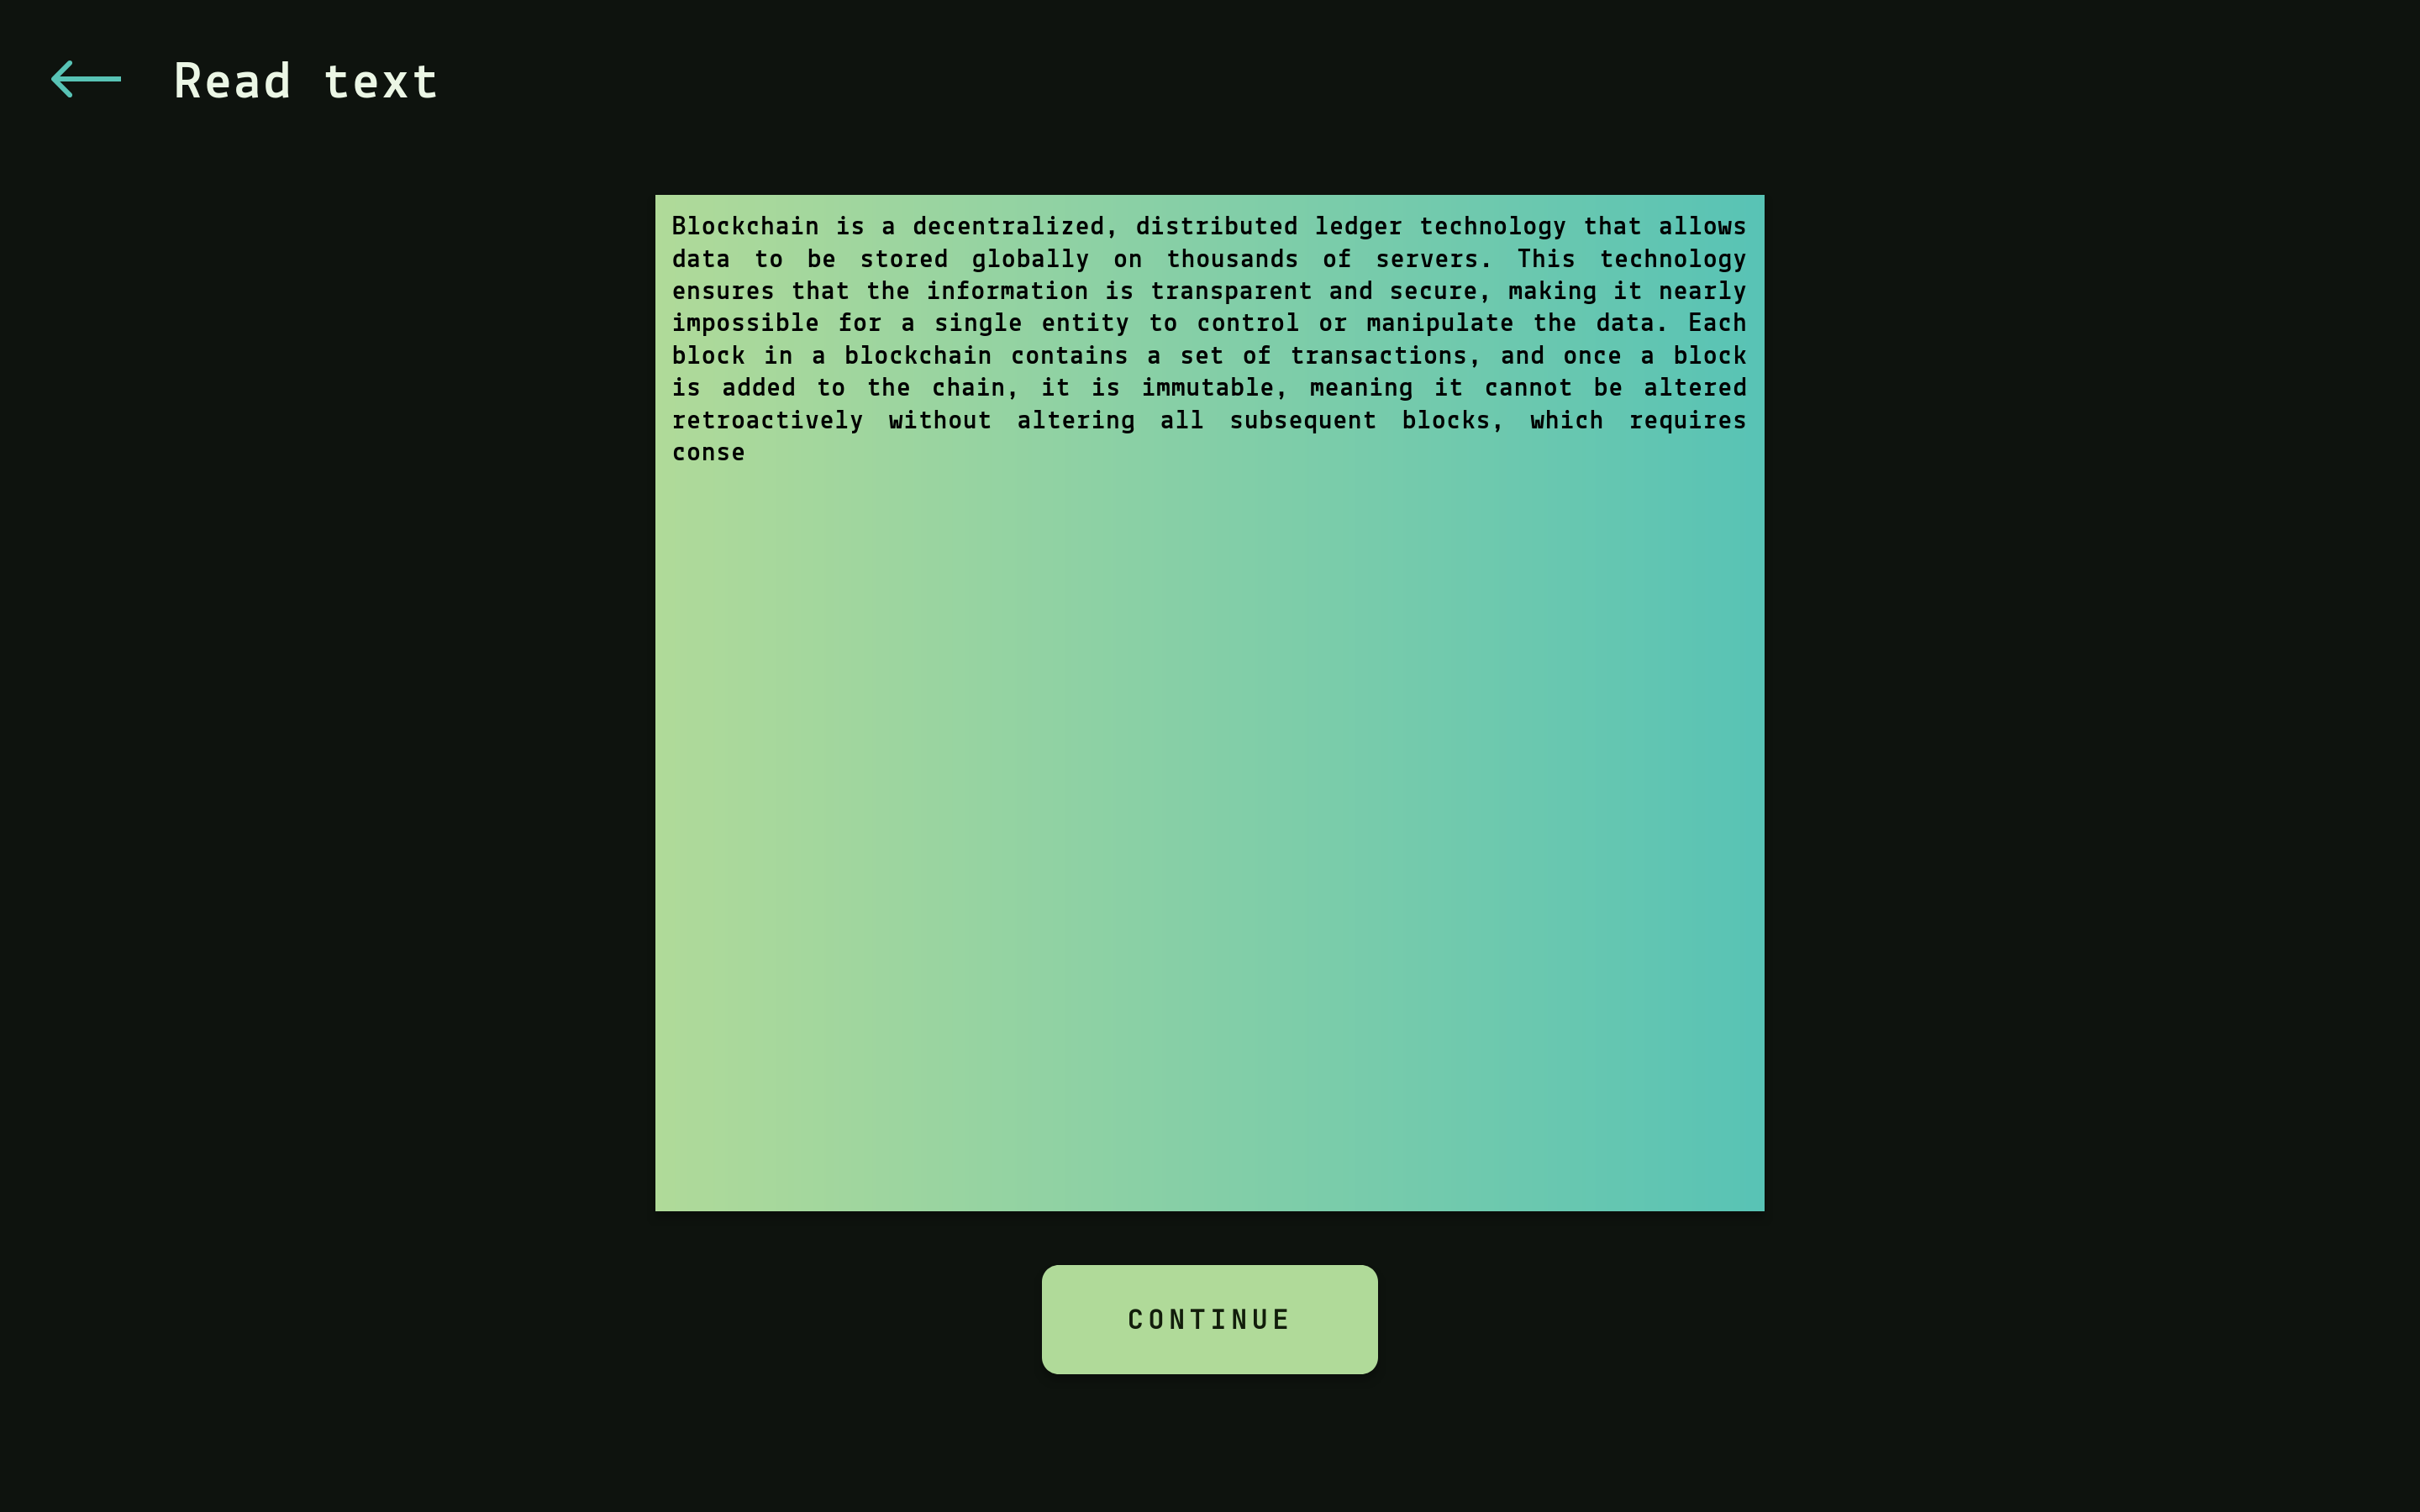 Read text
Blockchain is a decentralized, distributed ledger technology that allows
data to be stored globally on thousands of servers. This technology
ensures that the information is transparent and secure, making it nearly
impossible for a single entity to control or manipulate the data. Each
block in a blockchain contains a set of transactions, and once a block
is added to the chain, it is immutable, meaning it cannot be altered
retroactively without altering all subsequent blocks, which requires
conse
CONTINUE